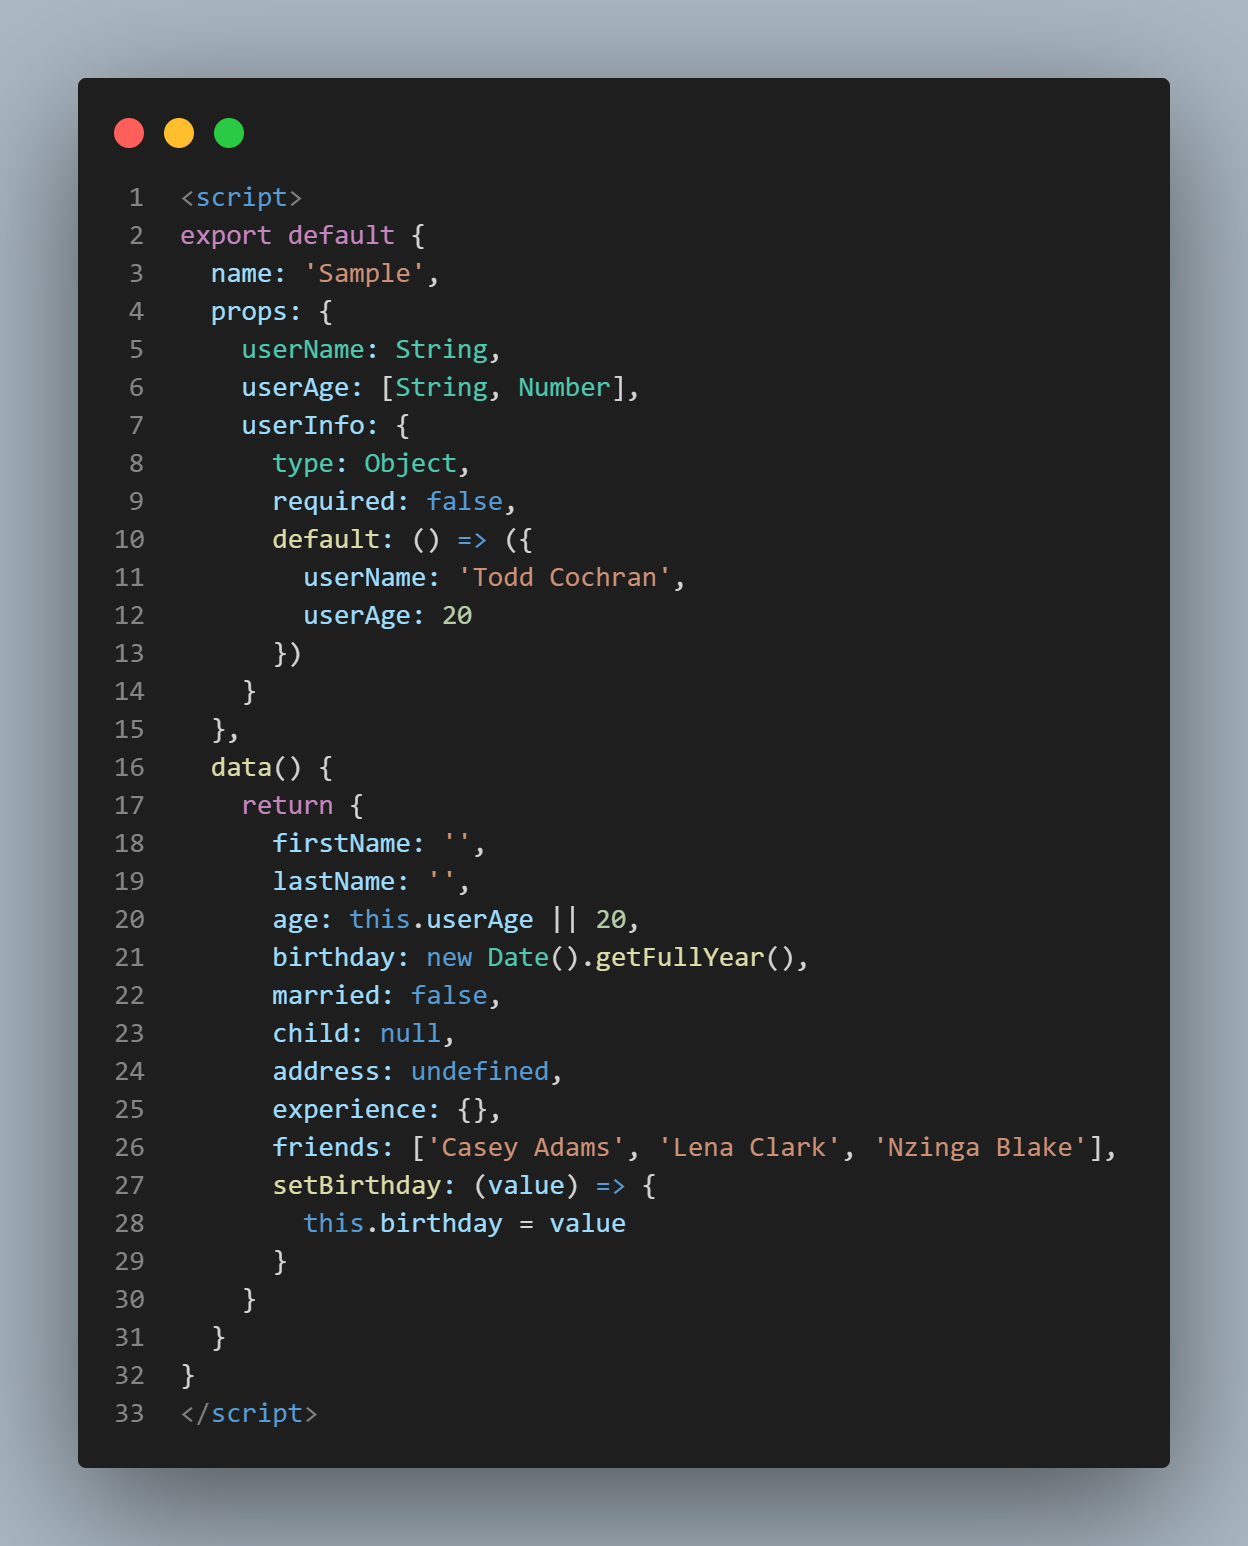 1 <script>
2 export default {
3   name: 'Sample',
4   props: {
5     userName: String,
6     userAge: [String, Number],
7     userInfo: {
8       type: Object,
9       required: false,
10       default: () => ({
11         userName: 'Todd Cochran',
12         userAge: 20
13       })
14     }
15   },
16   data() {
17     return {
18       firstName: '',
19       lastName: '',
20       age: this.userAge || 20,
21       birthday: new Date().getFullYear(),
22       married: false,
23       child: null,
24       address: undefined,
25       experience: {},
26       friends: ['Casey Adams', 'Lena Clark', 'Nzinga Blake'],
27       setBirthday: (value) => {
28         this.birthday = value
29       }
30     }
31   }
32 }
33 </script>